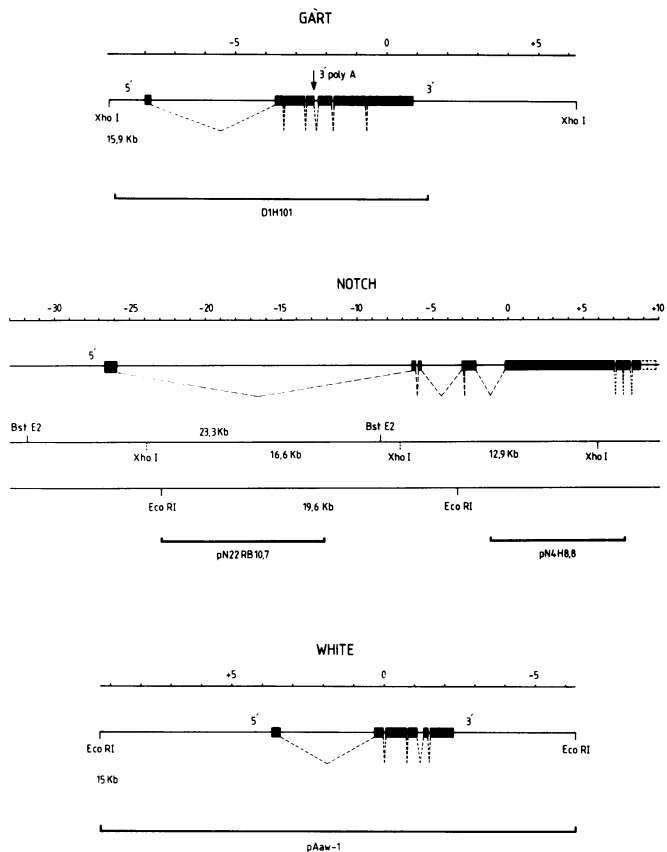 GART
-5 0 +5
3´ poly A
5´ 3´
Xho I Xho I
15,9 Kb
D1H101
NOTCH
-30 -25 -20 -15 -10 -5 0 +5 +10
5´
Bst E2 23,3Kb Bst E2
Xho I 16,6 Kb Xho I 12,9 Kb Xho I
Eco RI 19,6 Kb Eco RI
pN22RB10,7 pN4H8,8
WHITE
+5 0 -5
5´ 3´
Eco RI Eco RI
15 Kb
pAaw-1